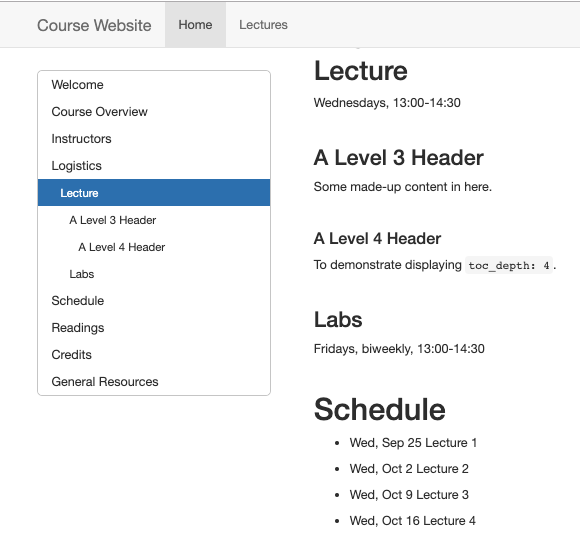 Course Website Home Lectures
Welcome
Course Overview
Instructors
Logistics
Lecture
A Level 3 Header
A Level 4 Header
Labs
Schedule
Readings
Credits
General Resources
Lecture
Wednesdays, 13:00-14:30
A Level 3 Header
Some made-up content in here.
A Level 4 Header
To demonstrate displaying toc_depth: 4.
Labs
Fridays, biweekly, 13:00-14:30
Schedule
• Wed, Sep 25 Lecture 1
• Wed, Oct 2 Lecture 2
• Wed, Oct 9 Lecture 3
• Wed, Oct 16 Lecture 4